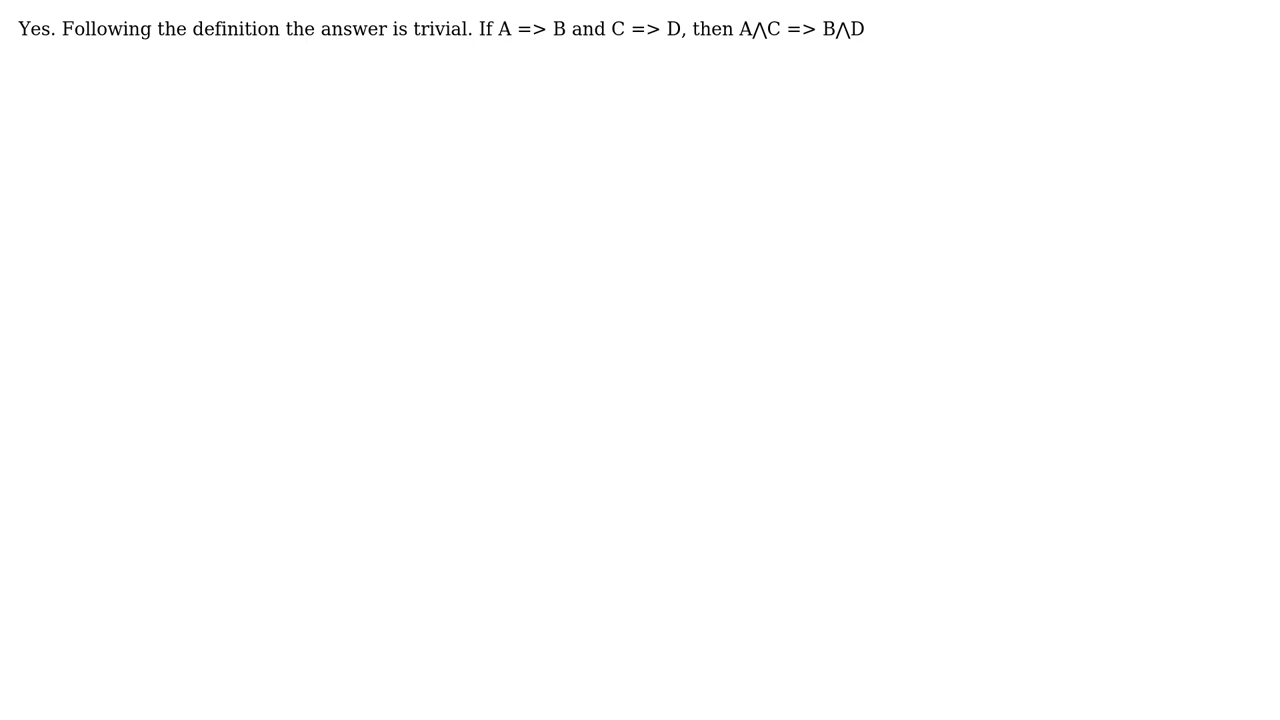 Yes. Following the definition the answer is trivial. If A => B and C => D, then A⋀C => B⋀D